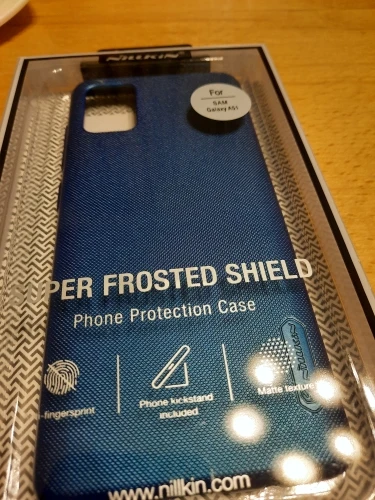 NILLKIN
For
SAM
Galaxy A51
PER FROSTED SHIELD
Phone Protection Case
-fingersprint
Phone kickstand
included
Matte texture
www.nillkin.com